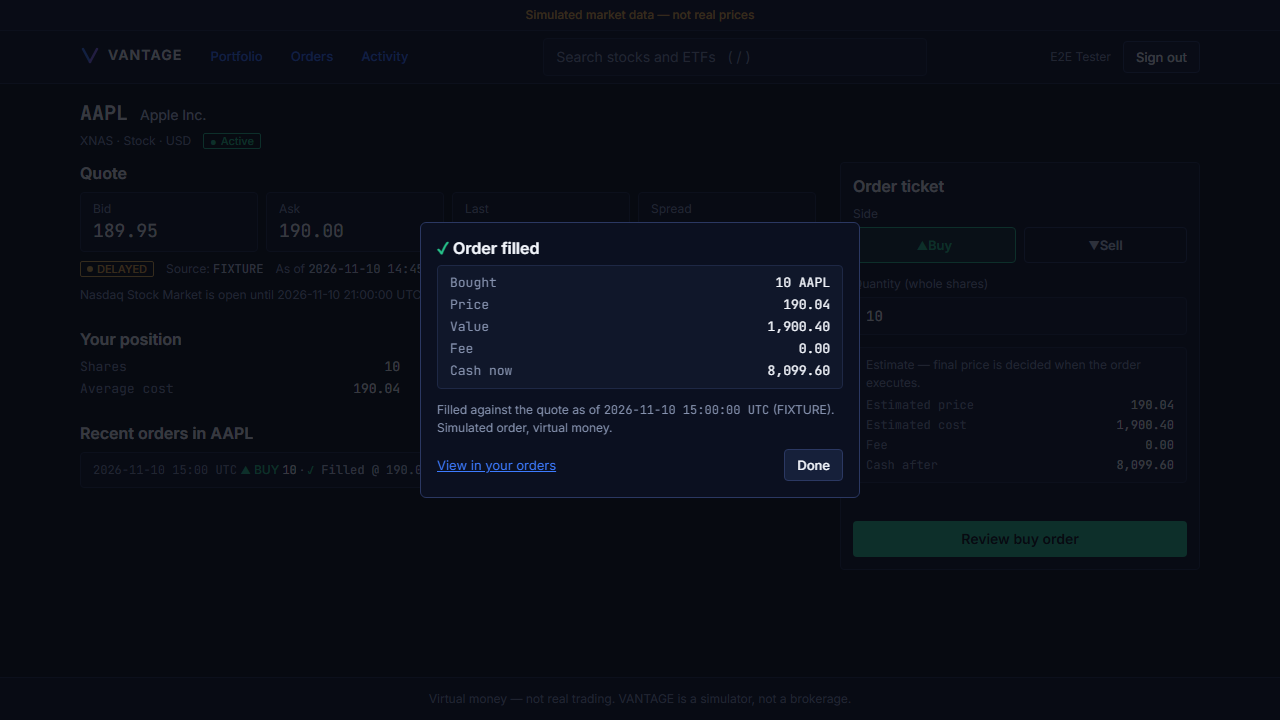 Simulated market data — not real prices
VANTAGE Portfolio Orders Activity Search stocks and ETFs ( / ) E2E Tester Sign out
AAPL Apple Inc.
XNAS · Stock · USD ● Active
Quote
Bid Ask Last Spread
189.95 190.00
● DELAYED Source: FIXTURE As of 2026-11-10 14:45
Nasdaq Stock Market is open until 2026-11-10 21:00:00 UTC
Your position
Shares 10
Average cost 190.04
Recent orders in AAPL
2026-11-10 15:00 UTC ▲ BUY 10 · ✓ Filled @ 190.0
✓ Order filled
Bought 10 AAPL
Price 190.04
Value 1,900.40
Fee 0.00
Cash now 8,099.60
Filled against the quote as of 2026-11-10 15:00:00 UTC (FIXTURE).
Simulated order, virtual money.
View in your orders Done
Order ticket
Side
▲Buy ▼Sell
(whole shares)
10
Estimate — final price is decided when the order
executes.
Estimated price 190.04
Estimated cost 1,900.40
Fee 0.00
Cash after 8,099.60
Review buy order
Virtual money — not real trading. VANTAGE is a simulator, not a brokerage.